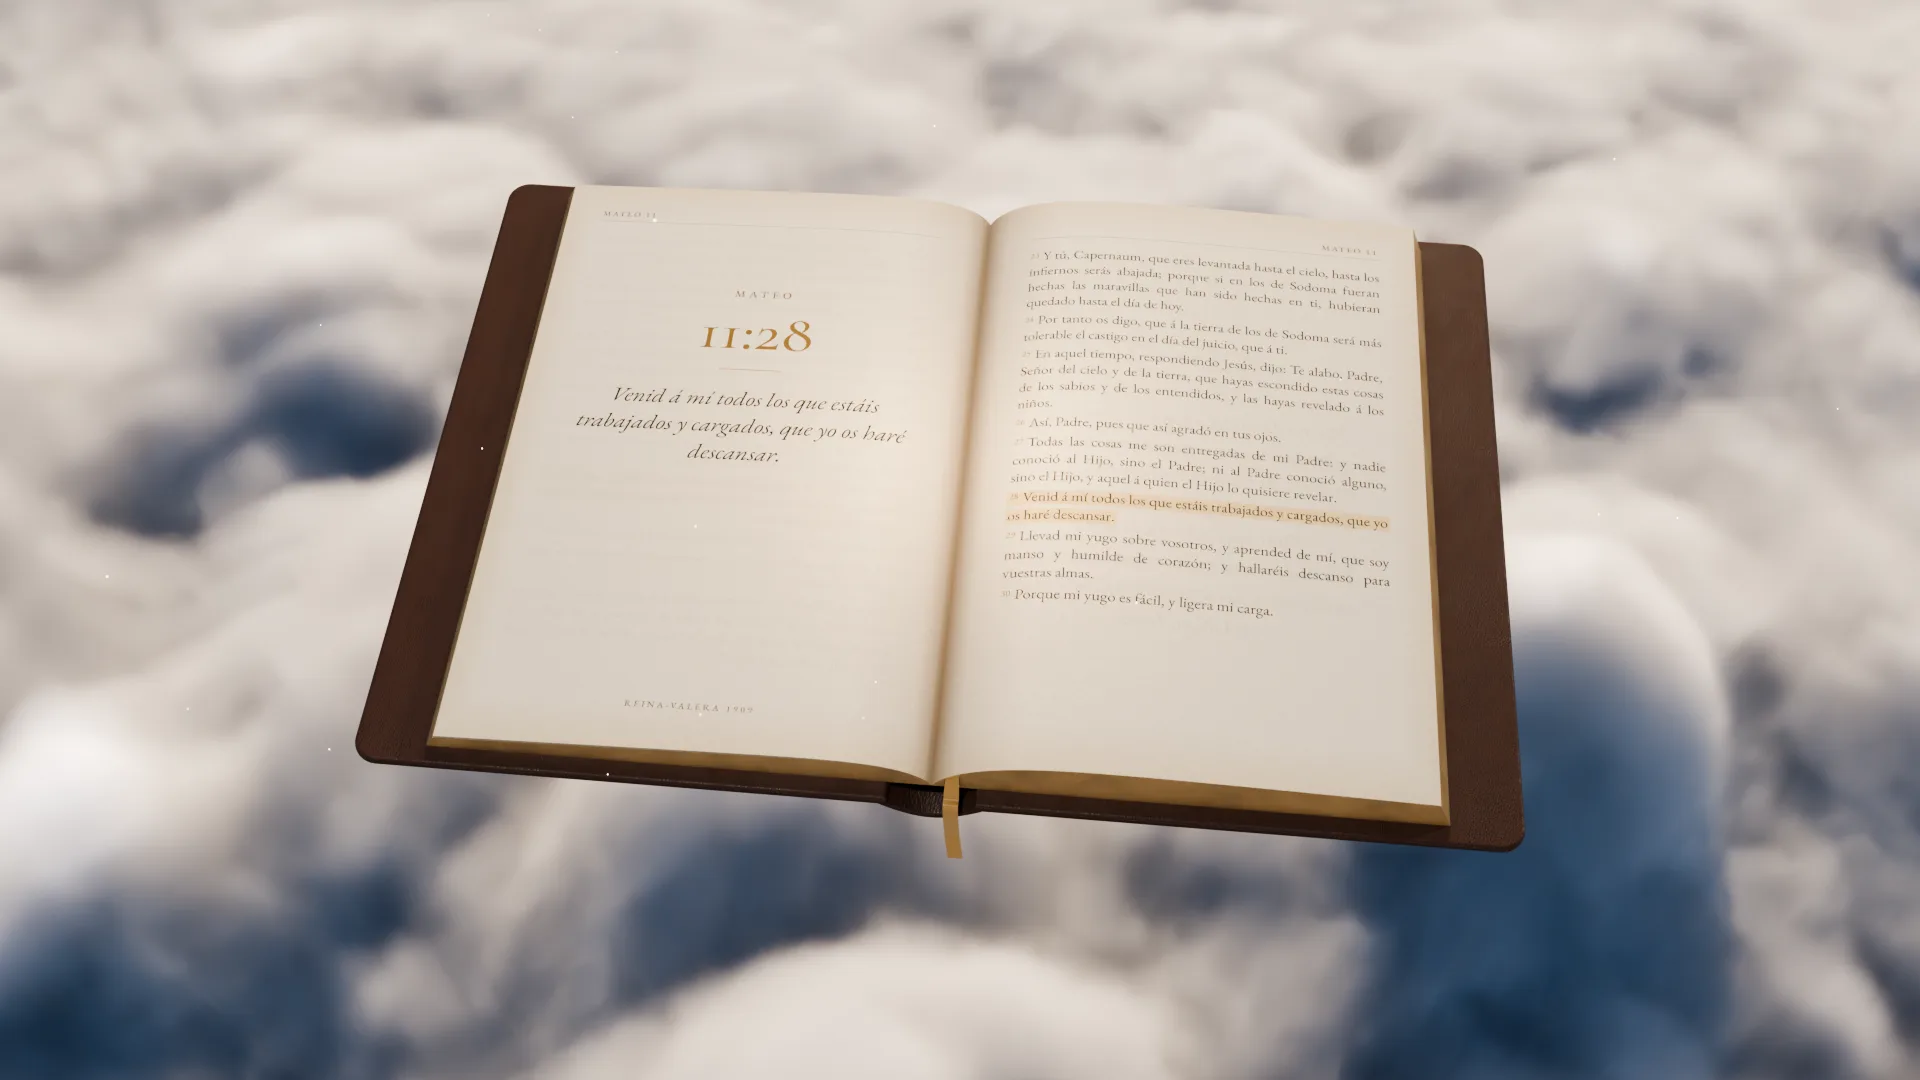 MATEO 11
MATEO
11:28
Venid á mí todos los que estáis
trabajados y cargados, que yo os haré
descansar.
REINA-VALERA 1909
MATEO 11
23 Y tú, Capernaum, que eres levantada hasta el cielo, hasta los
infiernos serás abajada; porque si en los de Sodoma fueran
hechas las maravillas que han sido hechas en ti, hubieran
quedado hasta el día de hoy.
24 Por tanto os digo, que á la tierra de los de Sodoma será más
tolerable el castigo en el día del juicio, que á ti.
25 En aquel tiempo, respondiendo Jesús, dijo: Te alabo, Padre,
Señor del cielo y de la tierra, que hayas escondido estas cosas
de los sabios y de los entendidos, y las hayas revelado á los
niños.
26 Así, Padre, pues que así agradó en tus ojos.
27 Todas las cosas me son entregadas de mi Padre: y nadie
conoció al Hijo, sino el Padre; ni al Padre conoció alguno,
sino el Hijo, y aquel á quien el Hijo lo quisiere revelar.
28 Venid á mí todos los que estáis trabajados y cargados, que yo
os haré descansar.
29 Llevad mi yugo sobre vosotros, y aprended de mí, que soy
manso y humilde de corazón; y hallaréis descanso para
vuestras almas.
30 Porque mi yugo es fácil, y ligera mi carga.